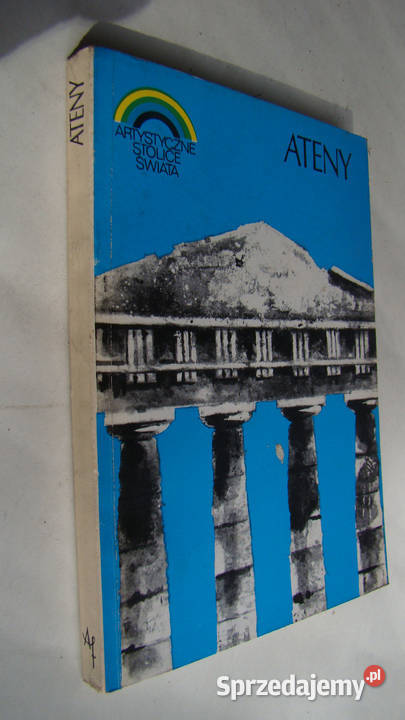 ATENY
ARTYSTYCZNE
STOLICE
ŚWIATA
ATENY
Sprzedajemy.pl